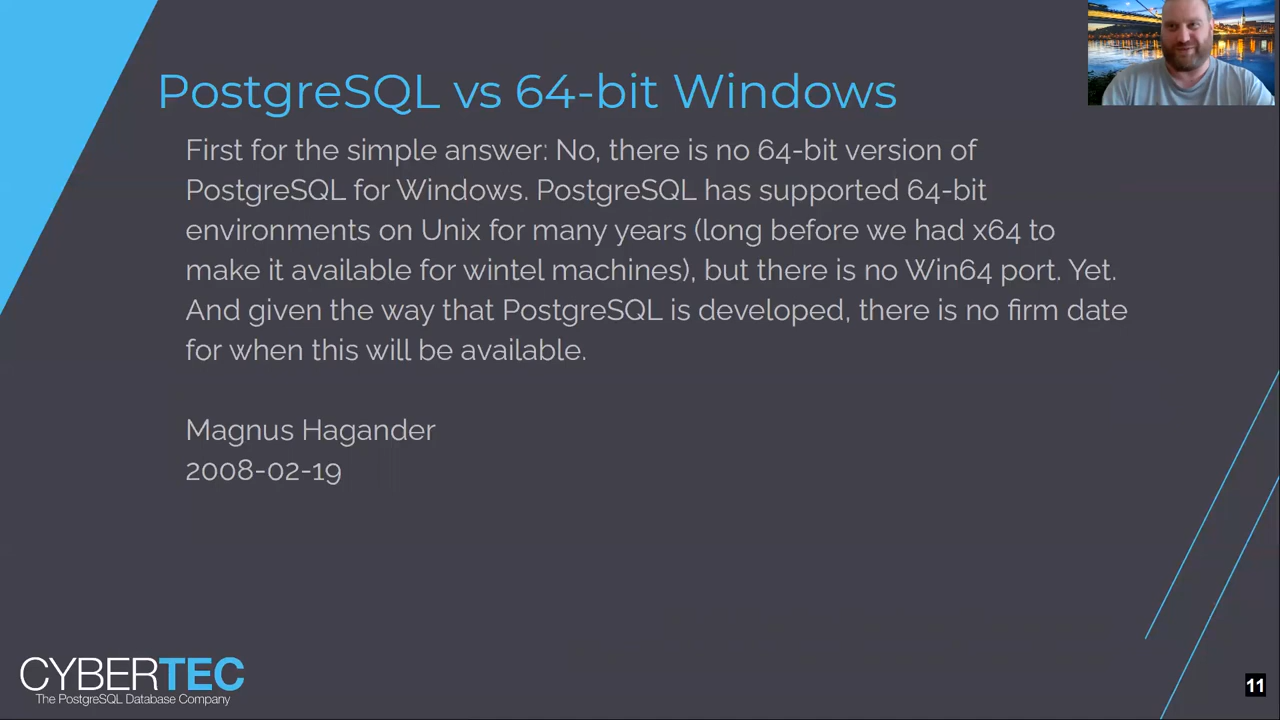 PostgreSQL vs 64-bit Windows
First for the simple answer: No, there is no 64-bit version of
PostgreSQL for Windows. PostgreSQL has supported 64-bit
environments on Unix for many years (long before we had x64 to
make it available for wintel machines), but there is no Win64 port. Yet.
And given the way that PostgreSQL is developed, there is no firm date
for when this will be available.
Magnus Hagander
2008-02-19
CYBERTEC
The PostgreSQL Database Company
11